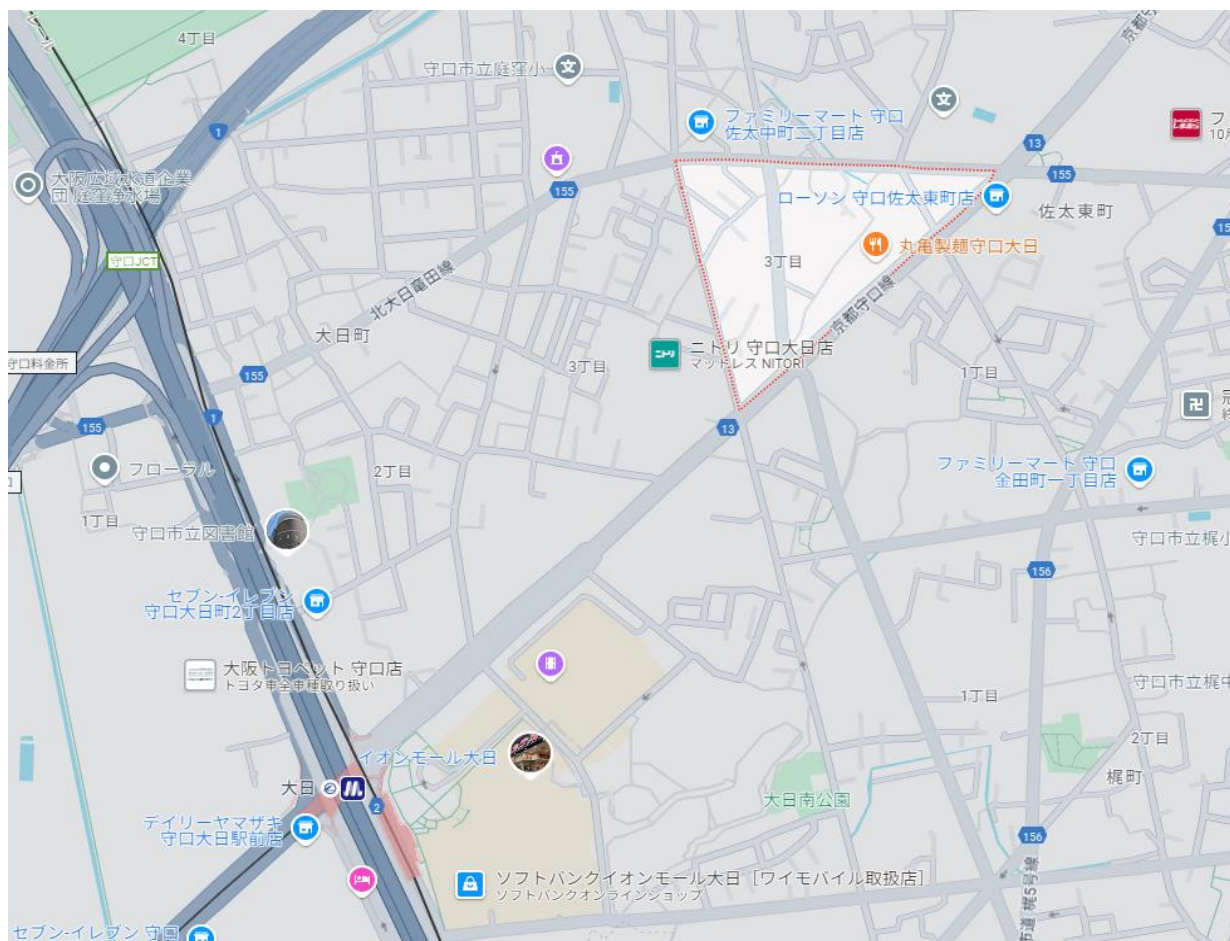 4丁目
守口市立庭窪小
1
ファミリーマート 守口
佐太中町二丁目店
13
155
155
大阪広域水道企業
団 庭窪浄水場
ローソン 守口佐太東町店
佐太東町
守口JCT
丸亀製麺守口大日
3丁目
北大日竜田線
京都守口線
大日町
守口料金所
155
3丁目
ニトリ 守口大日店
マットレス NITORI
1丁目
155
1
13
フローラル
2丁目
ファミリーマート 守口
金田町一丁目店
1丁目
守口市立図書館
守口市立梶小
156
セブン-イレブン
守口大日町2丁目店
大阪トヨペット 守口店
トヨタ車全車種取り扱い
1丁目
守口市立梶中
2丁目
イオンモール大日
梶町
大日
2
大日南公園
デイリーヤマザキ
守口大日駅前店
156
ソフトバンクイオンモール大日［ワイモバイル取扱店］
ソフトバンクオンラインショップ
市道 梶5号線
セブン-イレブン 守口